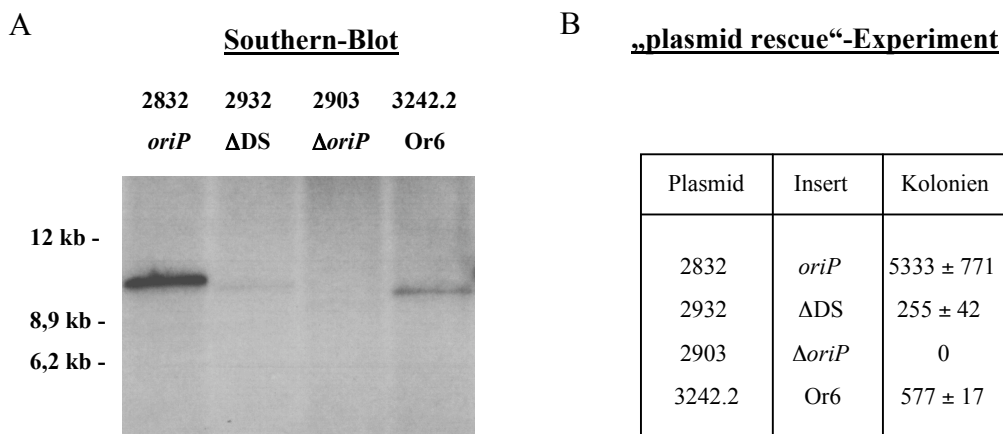 A
Southern-Blot
2832 2932 2903 3242.2
oriP ΔDS ΔoriP Or6
12 kb -
8,9 kb -
6,2 kb -
B
„plasmid rescue“-Experiment
Plasmid Insert Kolonien
2832 oriP 5333 ± 771
2932 ΔDS 255 ± 42
2903 ΔoriP 0
3242.2 Or6 577 ± 17